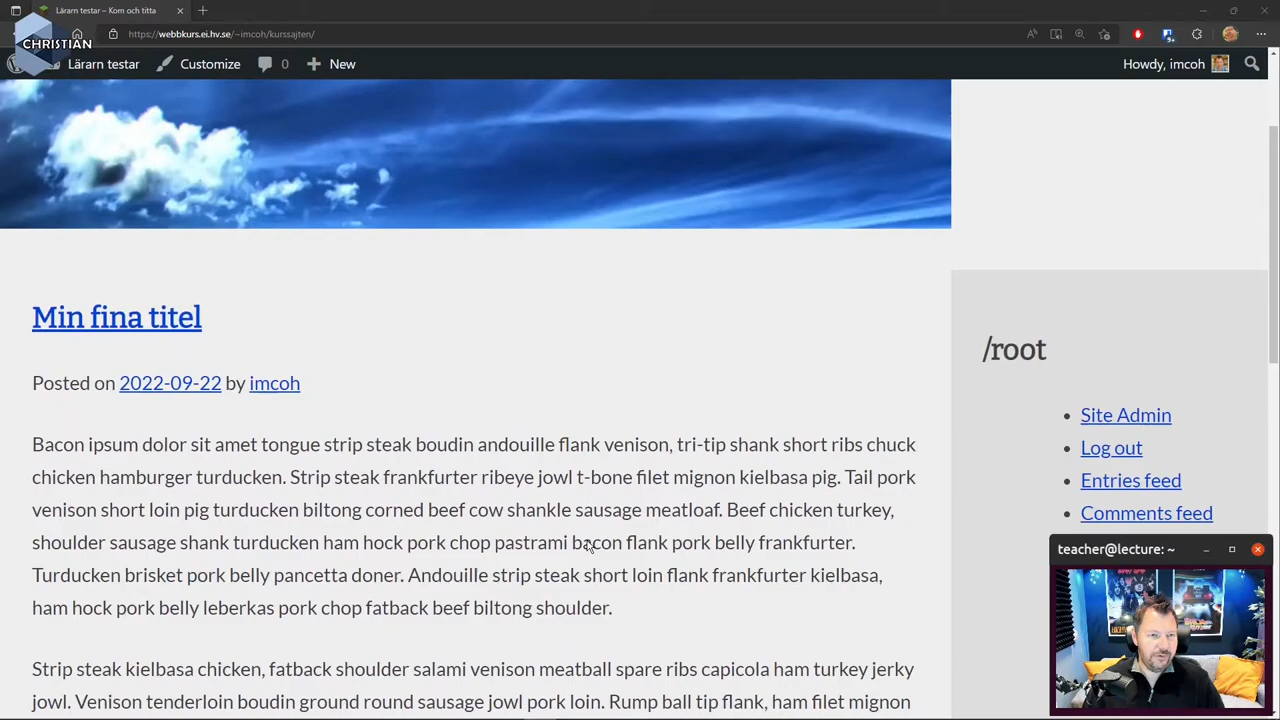 Lärarn testar – Kom och titta
https://webbkurs.ei.hv.se/~imcoh/kurssajten/
CHRISTIAN
Lärarn testar Customize 0 New Howdy, imcoh
Min fina titel
Posted on 2022-09-22 by imcoh
Bacon ipsum dolor sit amet tongue strip steak boudin andouille flank venison, tri-tip shank short ribs chuck
chicken hamburger turducken. Strip steak frankfurter ribeye jowl t-bone filet mignon kielbasa pig. Tail pork
venison short loin pig turducken biltong corned beef cow shankle sausage meatloaf. Beef chicken turkey,
shoulder sausage shank turducken ham hock pork chop pastrami bacon flank pork belly frankfurter.
Turducken brisket pork belly pancetta doner. Andouille strip steak short loin flank frankfurter kielbasa,
ham hock pork belly leberkas pork chop fatback beef biltong shoulder.
Strip steak kielbasa chicken, fatback shoulder salami venison meatball spare ribs capicola ham turkey jerky
jowl. Venison tenderloin boudin ground round sausage jowl pork loin. Rump ball tip flank, ham filet mignon
/root
Site Admin
Log out
Entries feed
Comments feed
teacher@lecture: ~